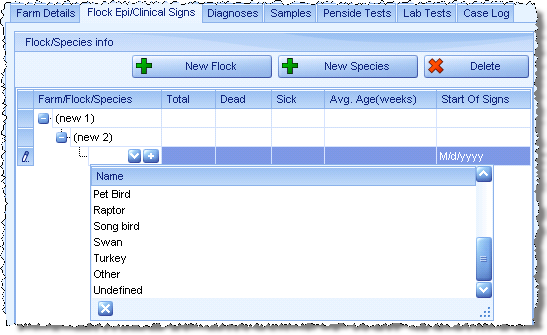 Farm Details Flock Epi/Clinical Signs Diagnoses Samples Penside Tests Lab Tests Case Log
Flock/Species info
New Flock New Species Delete
Farm/Flock/Species Total Dead Sick Avg. Age(weeks) Start Of Signs
(new 1)
(new 2)
M/d/yyyy
Name
Pet Bird
Raptor
Song bird
Swan
Turkey
Other
Undefined